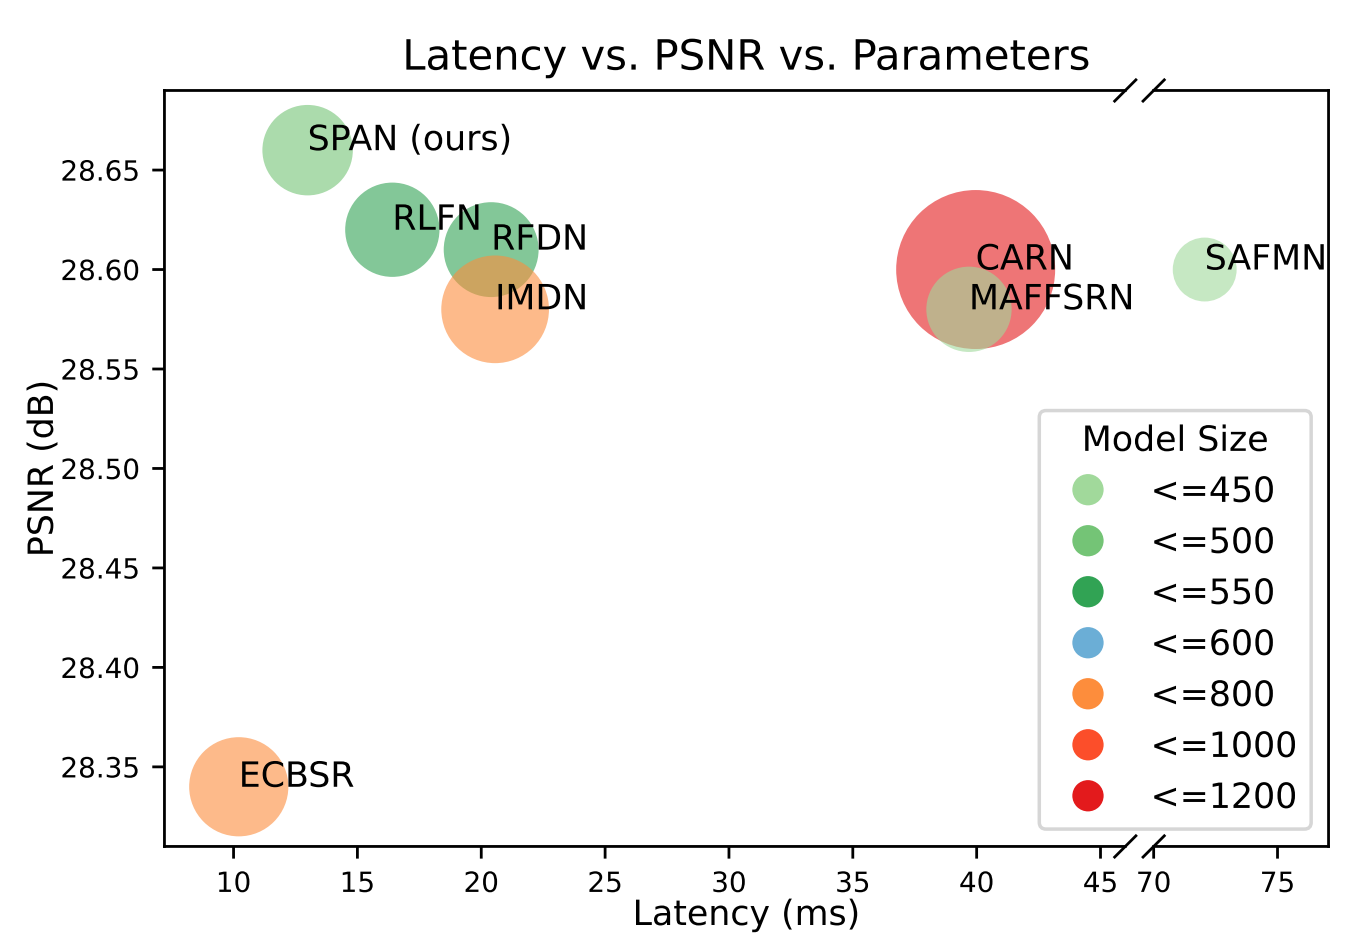 Latency vs. PSNR vs. Parameters
SPAN (ours)
RLFN
RFDN
IMDN
CARN
MAFFSRN
SAFMN
ECBSR
28.65
28.60
28.55
28.50
28.45
28.40
28.35
PSNR (dB)
Model Size
<=450
<=500
<=550
<=600
<=800
<=1000
<=1200
10 15 20 25 30 35 40 45 70 75
Latency (ms)